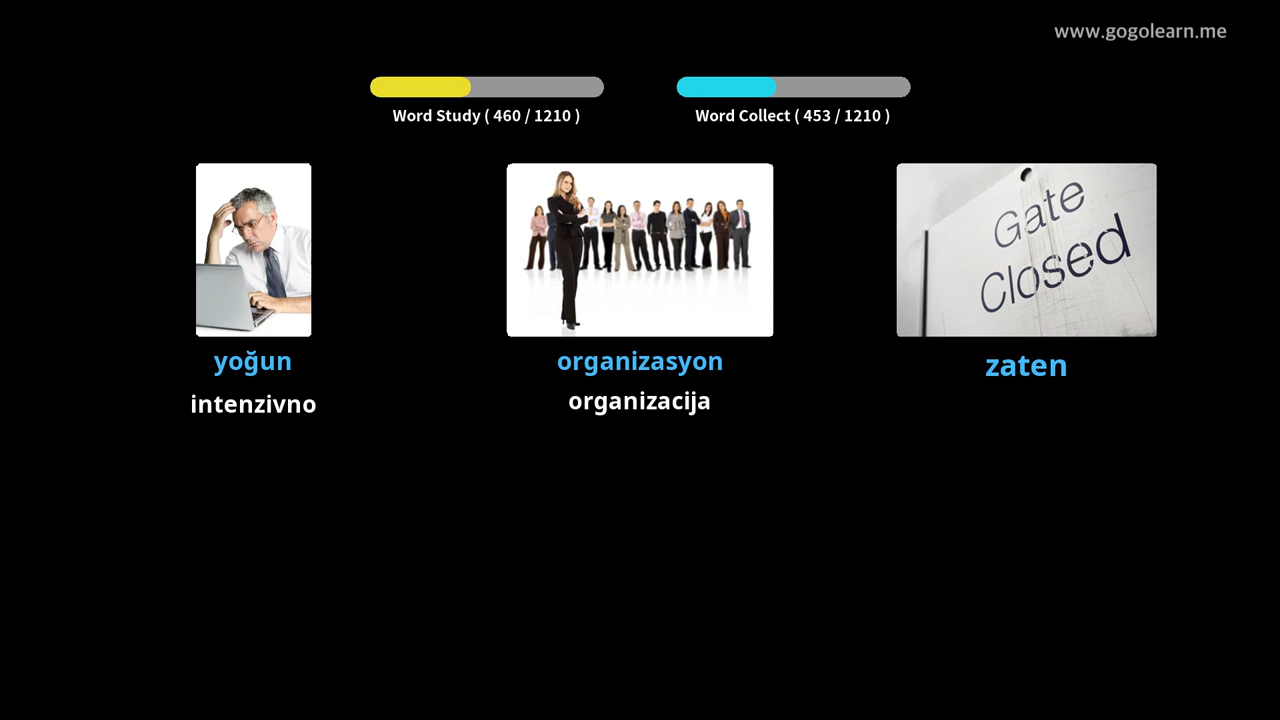 www.gogolearn.me
Word Study ( 460 / 1210 )
Word Collect ( 453 / 1210 )
Gate
Closed
yoğun
organizasyon
zaten
intenzivno
organizacija